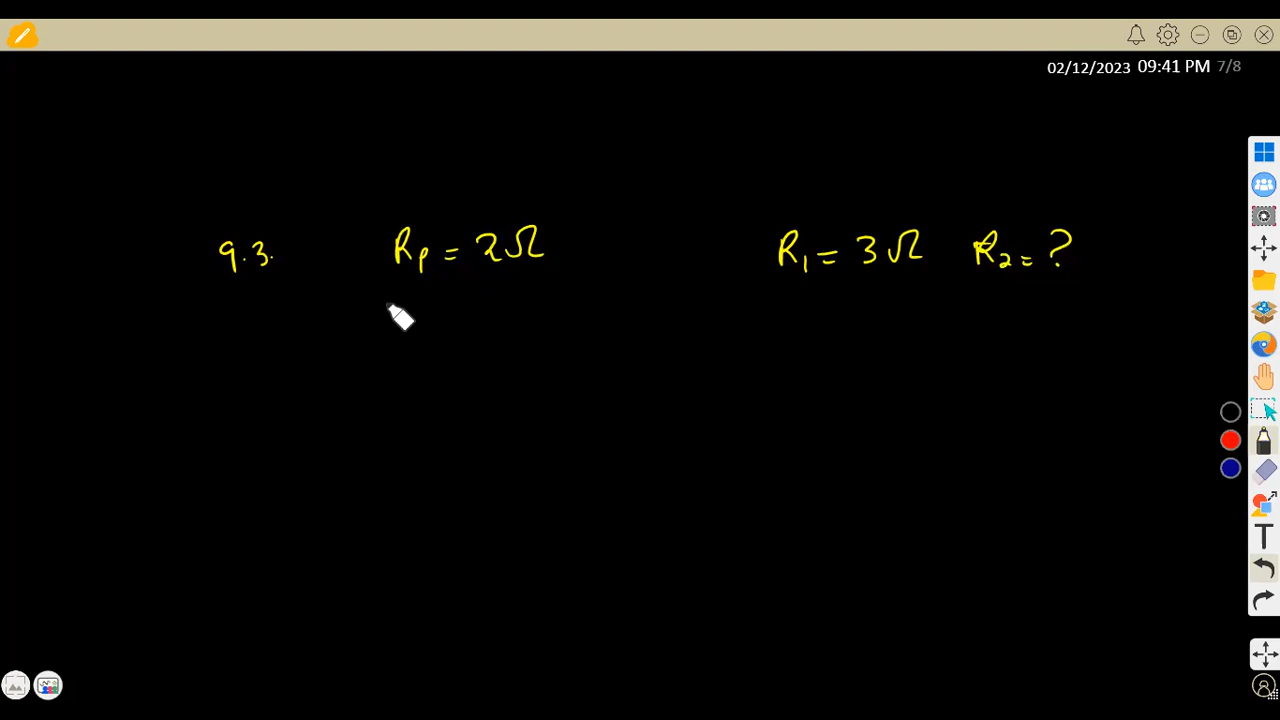 02/12/2023 09:41 PM 7/8
9.3. Rₚ = 2Ω R₁ = 3Ω R₂ = ?
T